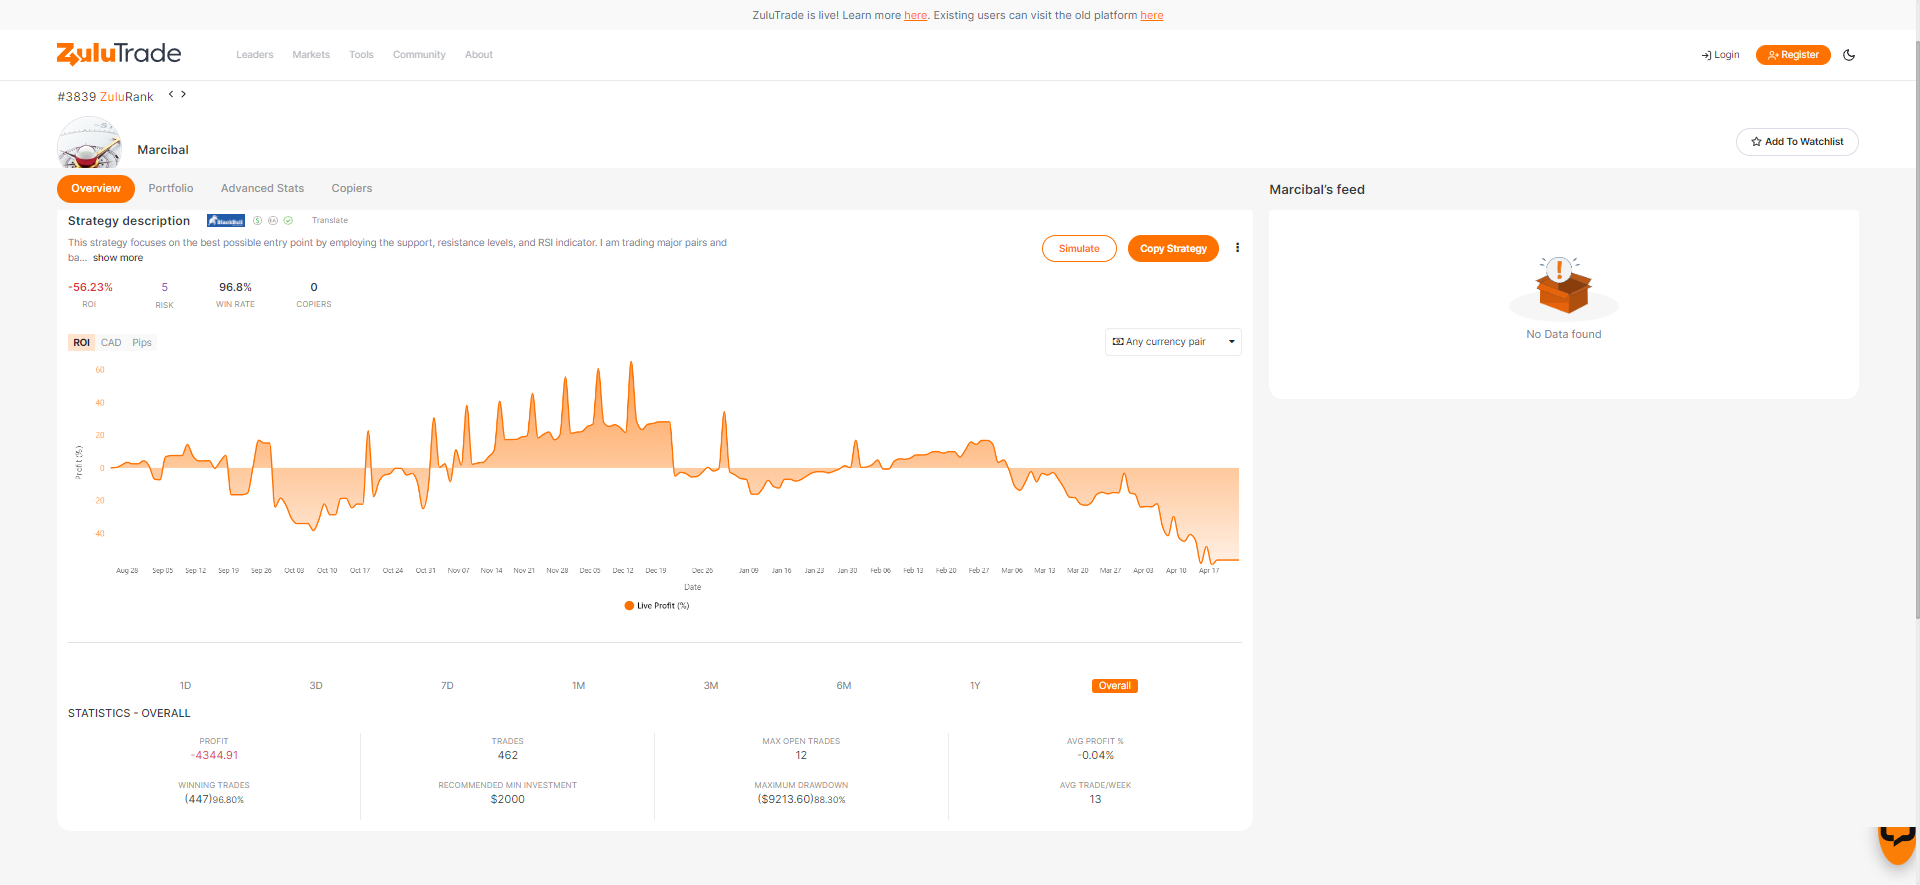 ZuluTrade is live! Learn more here. Existing users can visit the old platform here
ZuluTrade
Leaders Markets Tools Community About
Login Register
#3839 ZuluRank
Marcibal
Add To Watchlist
Overview Portfolio Advanced Stats Copiers
Marcibal's feed
Strategy description BlackBull EA Translate
This strategy focuses on the best possible entry point by employing the support, resistance levels, and RSI indicator. I am trading major pairs and
ba... show more
Simulate Copy Strategy
-56.23% 5 96.8% 0
ROI RISK WIN RATE COPIERS
No Data found
ROI CAD Pips
Any currency pair
60
40
20
0
20
40
Profit (%)
Aug 28 Sep 05 Sep 12 Sep 19 Sep 26 Oct 03 Oct 10 Oct 17 Oct 24 Oct 31 Nov 07 Nov 14 Nov 21 Nov 28 Dec 05 Dec 12 Dec 19 Dec 26 Jan 09 Jan 16 Jan 23 Jan 30 Feb 06 Feb 13 Feb 20 Feb 27 Mar 06 Mar 13 Mar 20 Mar 27 Apr 03 Apr 10 Apr 17
Date
Live Profit (%)
1D 3D 7D 1M 3M 6M 1Y Overall
STATISTICS - OVERALL
PROFIT TRADES MAX OPEN TRADES AVG PROFIT %
-4344.91 462 12 -0.04%
WINNING TRADES RECOMMENDED MIN INVESTMENT MAXIMUM DRAWDOWN AVG TRADE/WEEK
(447)96.80% $2000 ($9213.60)88.30% 13